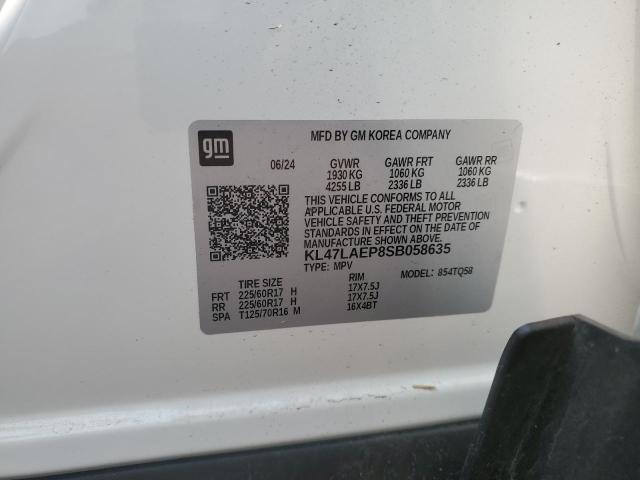 gm
MFD BY GM KOREA COMPANY
06/24 GVWR GAWR FRT GAWR RR
1930 KG 1060 KG 1060 KG
4255 LB 2336 LB 2336 LB
THIS VEHICLE CONFORMS TO ALL
APPLICABLE U.S. FEDERAL MOTOR
VEHICLE SAFETY AND THEFT PREVENTION
STANDARDS IN EFFECT ON THE DATE OF
MANUFACTURE SHOWN ABOVE.
KL47LAEP8SB058635
TYPE: MPV MODEL: 854TQ58
TIRE SIZE RIM
FRT 225/60R17 H 17X7.5J
RR 225/60R17 H 17X7.5J
SPA T125/70R16 M 16X4BT